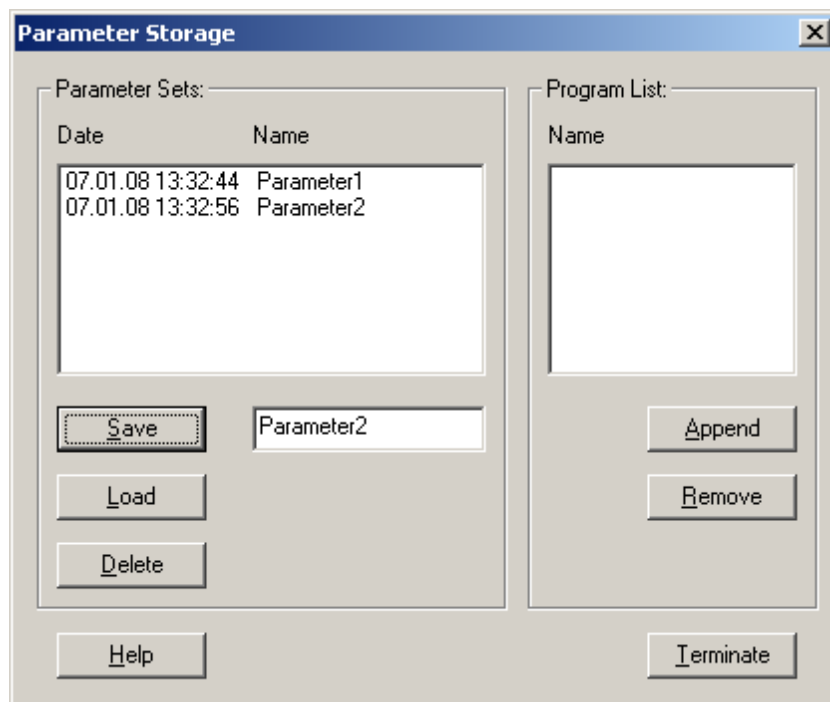 Parameter Storage
Parameter Sets:
Date Name
07.01.08 13:32:44 Parameter1
07.01.08 13:32:56 Parameter2
Save Parameter2
Load
Delete
Program List:
Name
Append
Remove
Help
Terminate